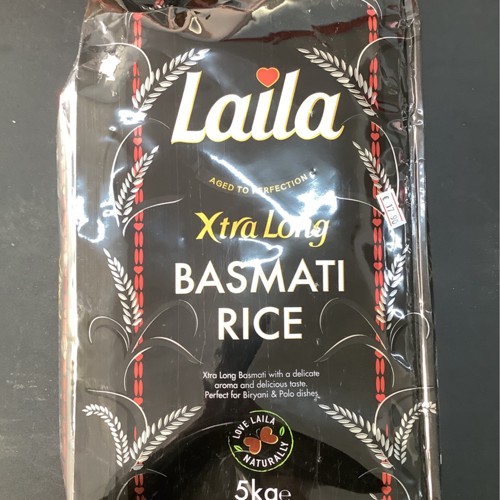 Laila
AGED TO PERFECTION
Xtra Long
BASMATI
RICE
Xtra Long Basmati with a delicate
aroma and delicious taste.
Perfect for Biryani & Polo dishes.
LOVE LAILA
NATURALLY
5kg e